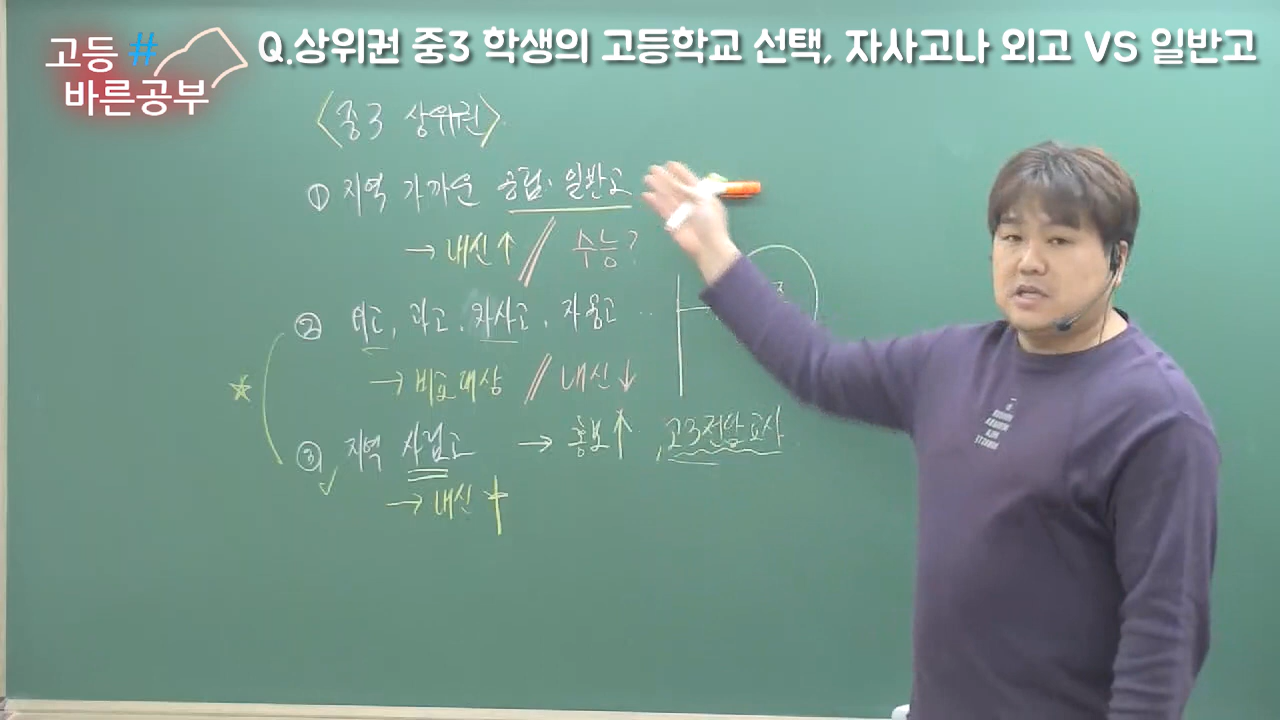 고등 #
바른공부
Q.상위권 중3 학생의 고등학교 선택, 자사고나 외고 VS 일반고
<중3 상위권>
① 지역 가까운 공립·일반고
→ 내신↑ // 수능?
② 외고, 과고, 자사고, 자율고 ..
→ 비교대상 // 내신↓
③ 지역 사립고 → 홍보↑, 고3전담교사
→ 내신